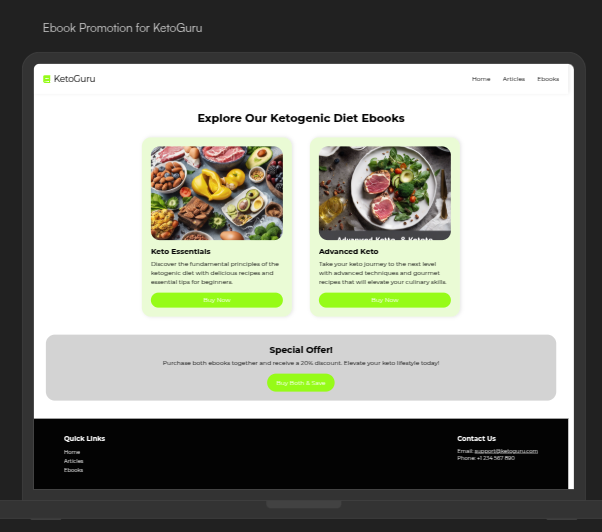 Ebook Promotion for KetoGuru
KetoGuru
Home Articles Ebooks
Explore Our Ketogenic Diet Ebooks
Keto Essentials
Discover the fundamental principles of the
ketogenic diet with delicious recipes and
essential tips for beginners.
Buy Now
Advanced Keto
Take your keto journey to the next level
with advanced techniques and gourmet
recipes that will elevate your culinary skills.
Buy Now
Special Offer!
Purchase both ebooks together and receive a 20% discount. Elevate your keto lifestyle today!
Buy Both & Save
Quick Links
Home
Articles
Ebooks
Contact Us
Email: support@ketoguru.com
Phone: +1 234 567 890